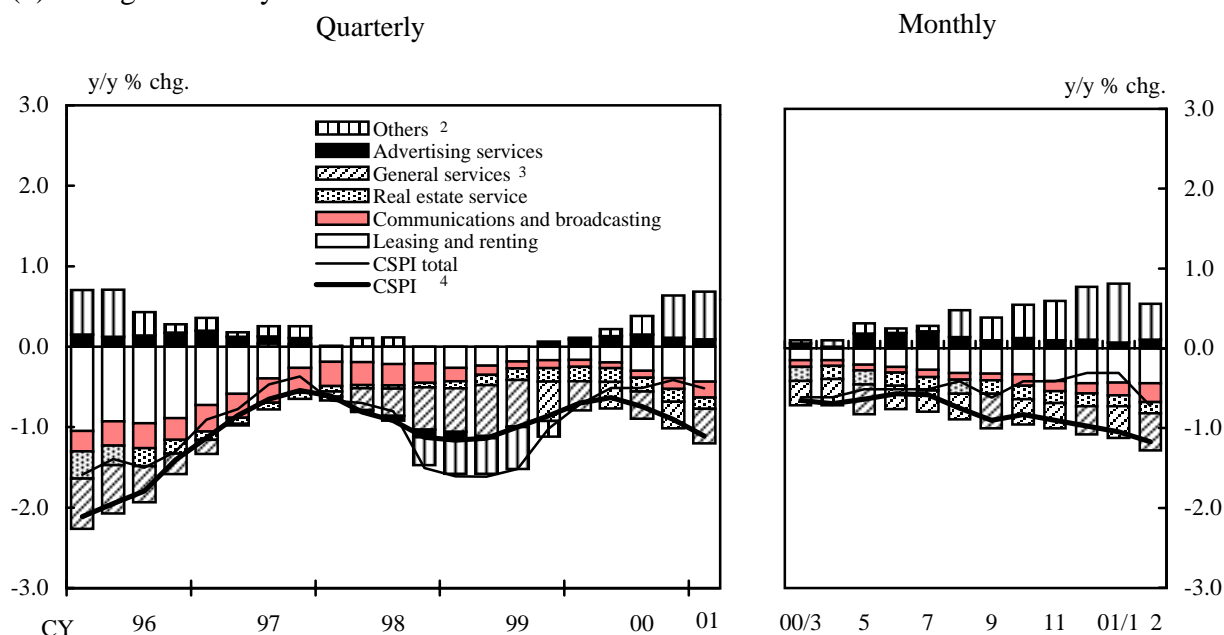 Quarterly
Monthly
y/y % chg.
y/y % chg.
3.0
2.0
1.0
0.0
-1.0
-2.0
-3.0
Others 2
Advertising services
General services 3
Real estate service
Communications and broadcasting
Leasing and renting
CSPI total
CSPI 4
3.0
2.0
1.0
0.0
-1.0
-2.0
-3.0
CY 96 97 98 99 00 01
00/3 5 7 9 11 01/1 2